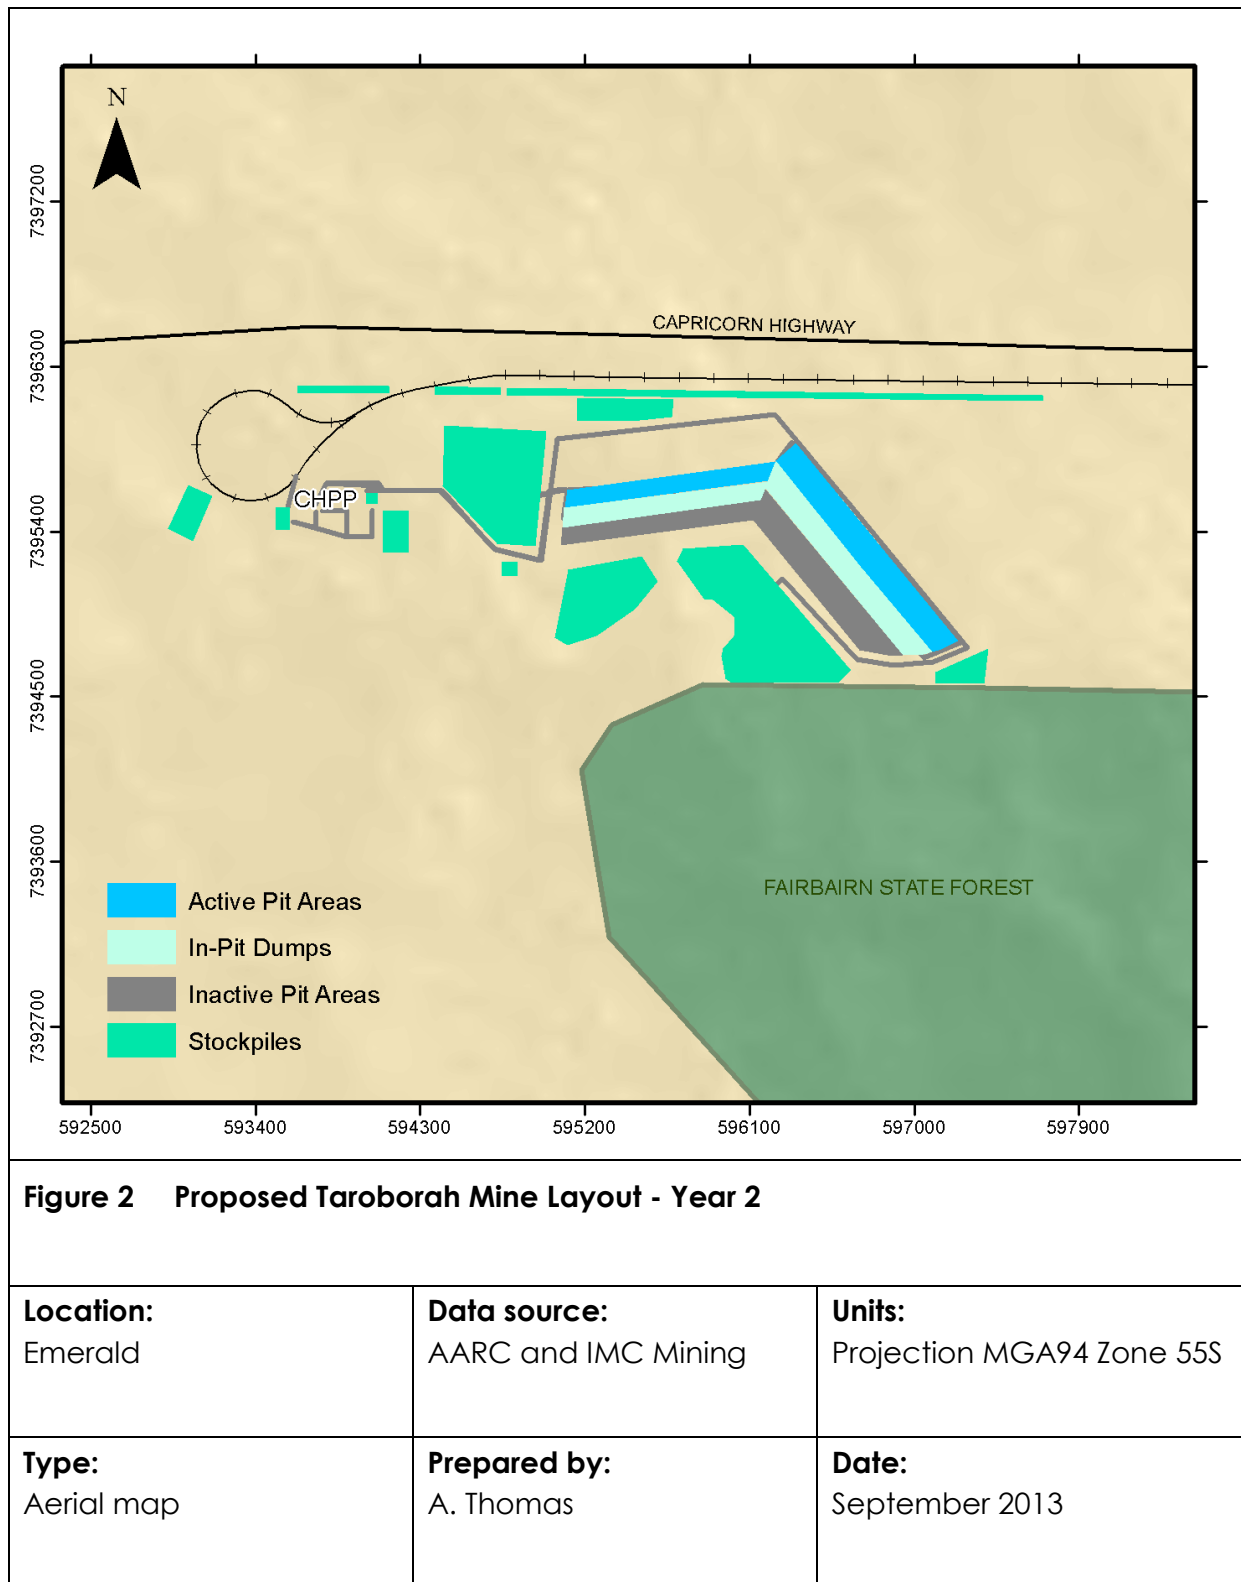 N
7397200
CAPRICORN HIGHWAY
7396300
CHPP
7395400
7394500
7393600
FAIRBAIRN STATE FOREST
Active Pit Areas
In-Pit Dumps
Inactive Pit Areas
7392700
Stockpiles
592500 593400 594300 595200 596100 597000 597900
Figure 2 Proposed Taroborah Mine Layout - Year 2
Location:
Emerald
Data source:
AARC and IMC Mining
Units:
Projection MGA94 Zone 55S
Type:
Aerial map
Prepared by:
A. Thomas
Date:
September 2013